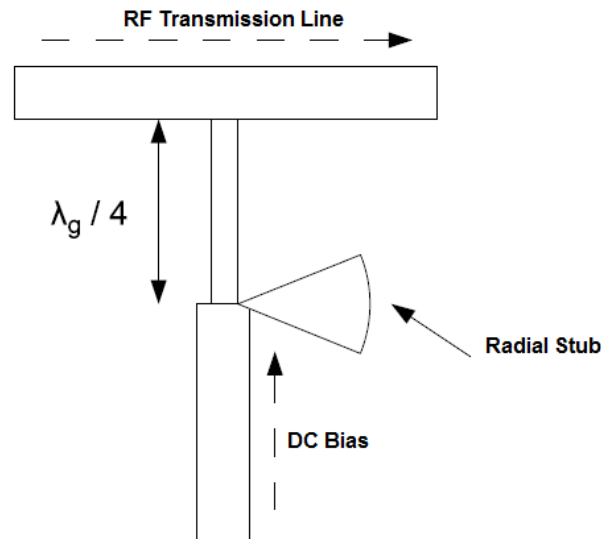 RF Transmission Line
λg / 4
Radial Stub
DC Bias